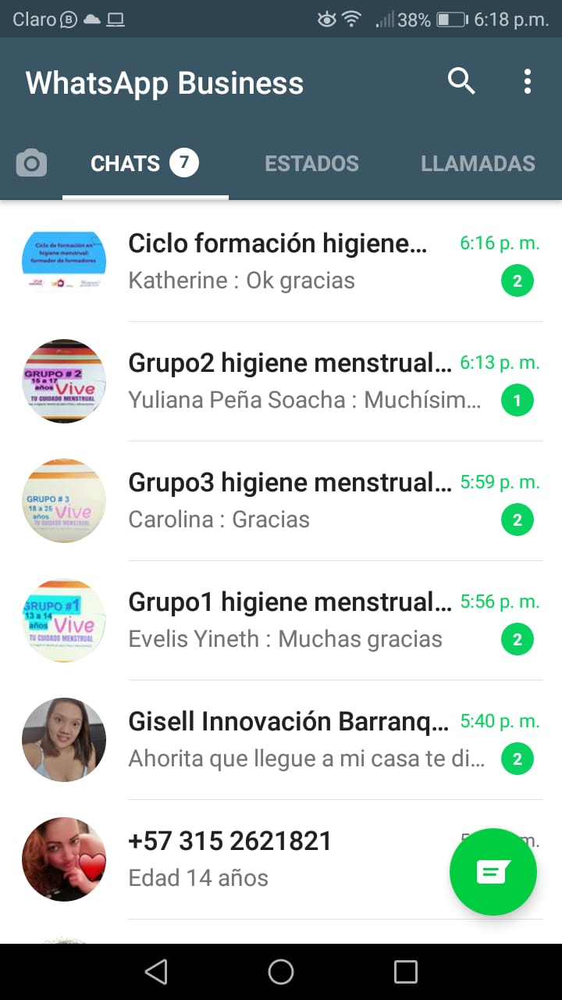 Claro 38% 6:18 p.m.
WhatsApp Business
CHATS 7 ESTADOS LLAMADAS
Ciclo de formación en
higiene menstrual:
formador de formadores
Ciclo formación higiene... 6:16 p. m.
Katherine : Ok gracias 2
GRUPO # 2
15 a 17
años Vive
TU CUIDADO MENSTRUAL
Grupo2 higiene menstrual... 6:13 p. m.
Yuliana Peña Soacha : Muchísim... 1
GRUPO # 3
18 a 25
años Vive
TU CUIDADO MENSTRUAL
Grupo3 higiene menstrual... 5:59 p. m.
Carolina : Gracias 2
GRUPO #1
13 a 14
años Vive
TU CUIDADO MENSTRUAL
Grupo1 higiene menstrual... 5:56 p. m.
Evelis Yineth : Muchas gracias 2
Gisell Innovación Barranq... 5:40 p. m.
Ahorita que llegue a mi casa te di... 2
+57 315 2621821
Edad 14 años